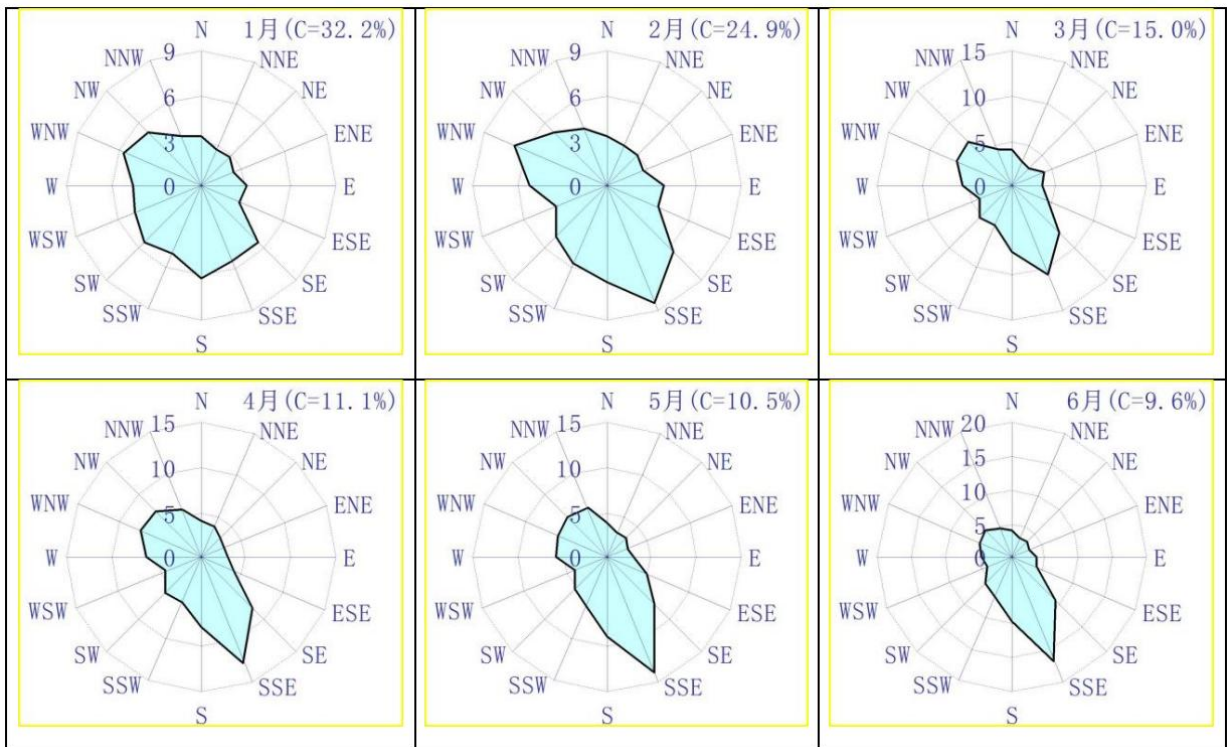 N 1月(C=32.2%)
9 NNW NNE
NW NE
6
WNW ENE
3
W 0 E
WSW ESE
SW SE
SSW SSE
S
N 2月(C=24.9%)
9 NNW NNE
NW NE
6
WNW ENE
3
W 0 E
WSW ESE
SW SE
SSW SSE
S
N 3月(C=15.0%)
15 NNW NNE
NW NE
10
WNW ENE
5
W 0 E
WSW ESE
SW SE
SSW SSE
S
N 4月(C=11.1%)
15 NNW NNE
NW NE
10
WNW ENE
5
W 0 E
WSW ESE
SW SE
SSW SSE
S
N 5月(C=10.5%)
15 NNW NNE
NW NE
10
WNW ENE
5
W 0 E
WSW ESE
SW SE
SSW SSE
S
N 6月(C=9.6%)
20 NNW NNE
15
NW NE
10
WNW ENE
5
W 0 E
WSW ESE
SW SE
SSW SSE
S